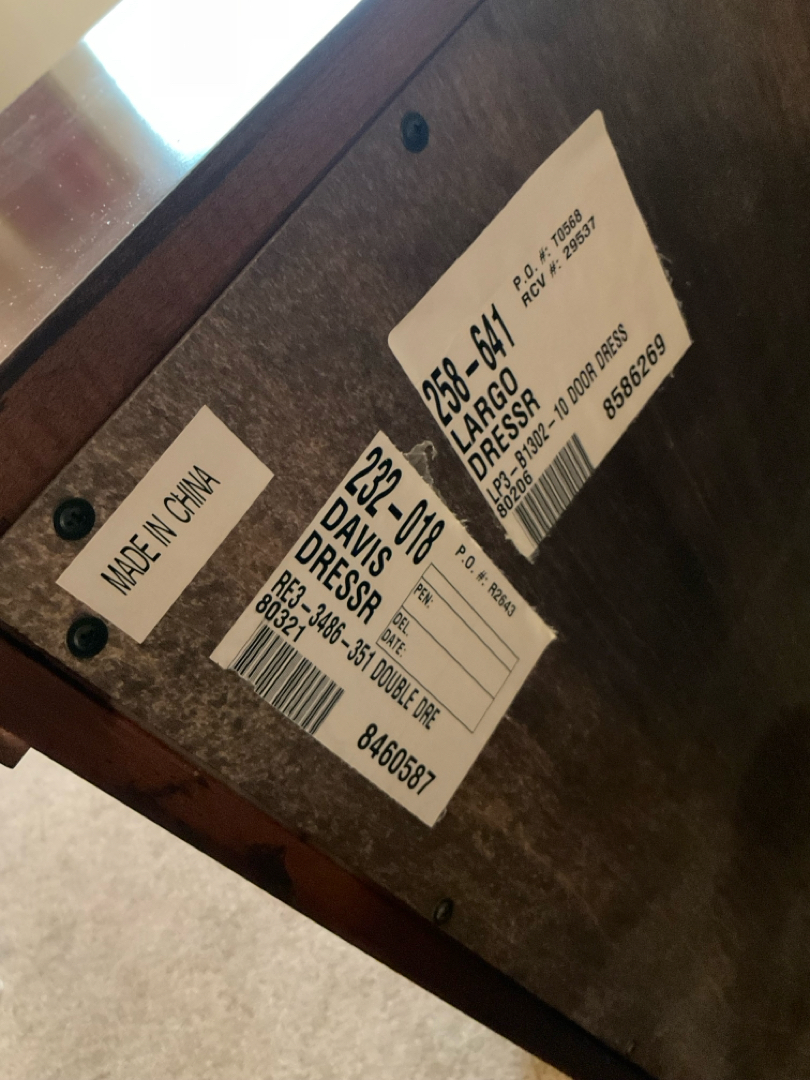 MADE IN CHINA
232-018
DAVIS
DRESSR
P.O. #: R2643
PEN:
DEL.
DATE:
RE3-3486-351 DOUBLE DRE
80321
8460587
258-641
LARGO
DRESSR
P.O. #: T0568
RCV #: 29537
LP3-B1302-10 DOOR DRESS
80206
8586269